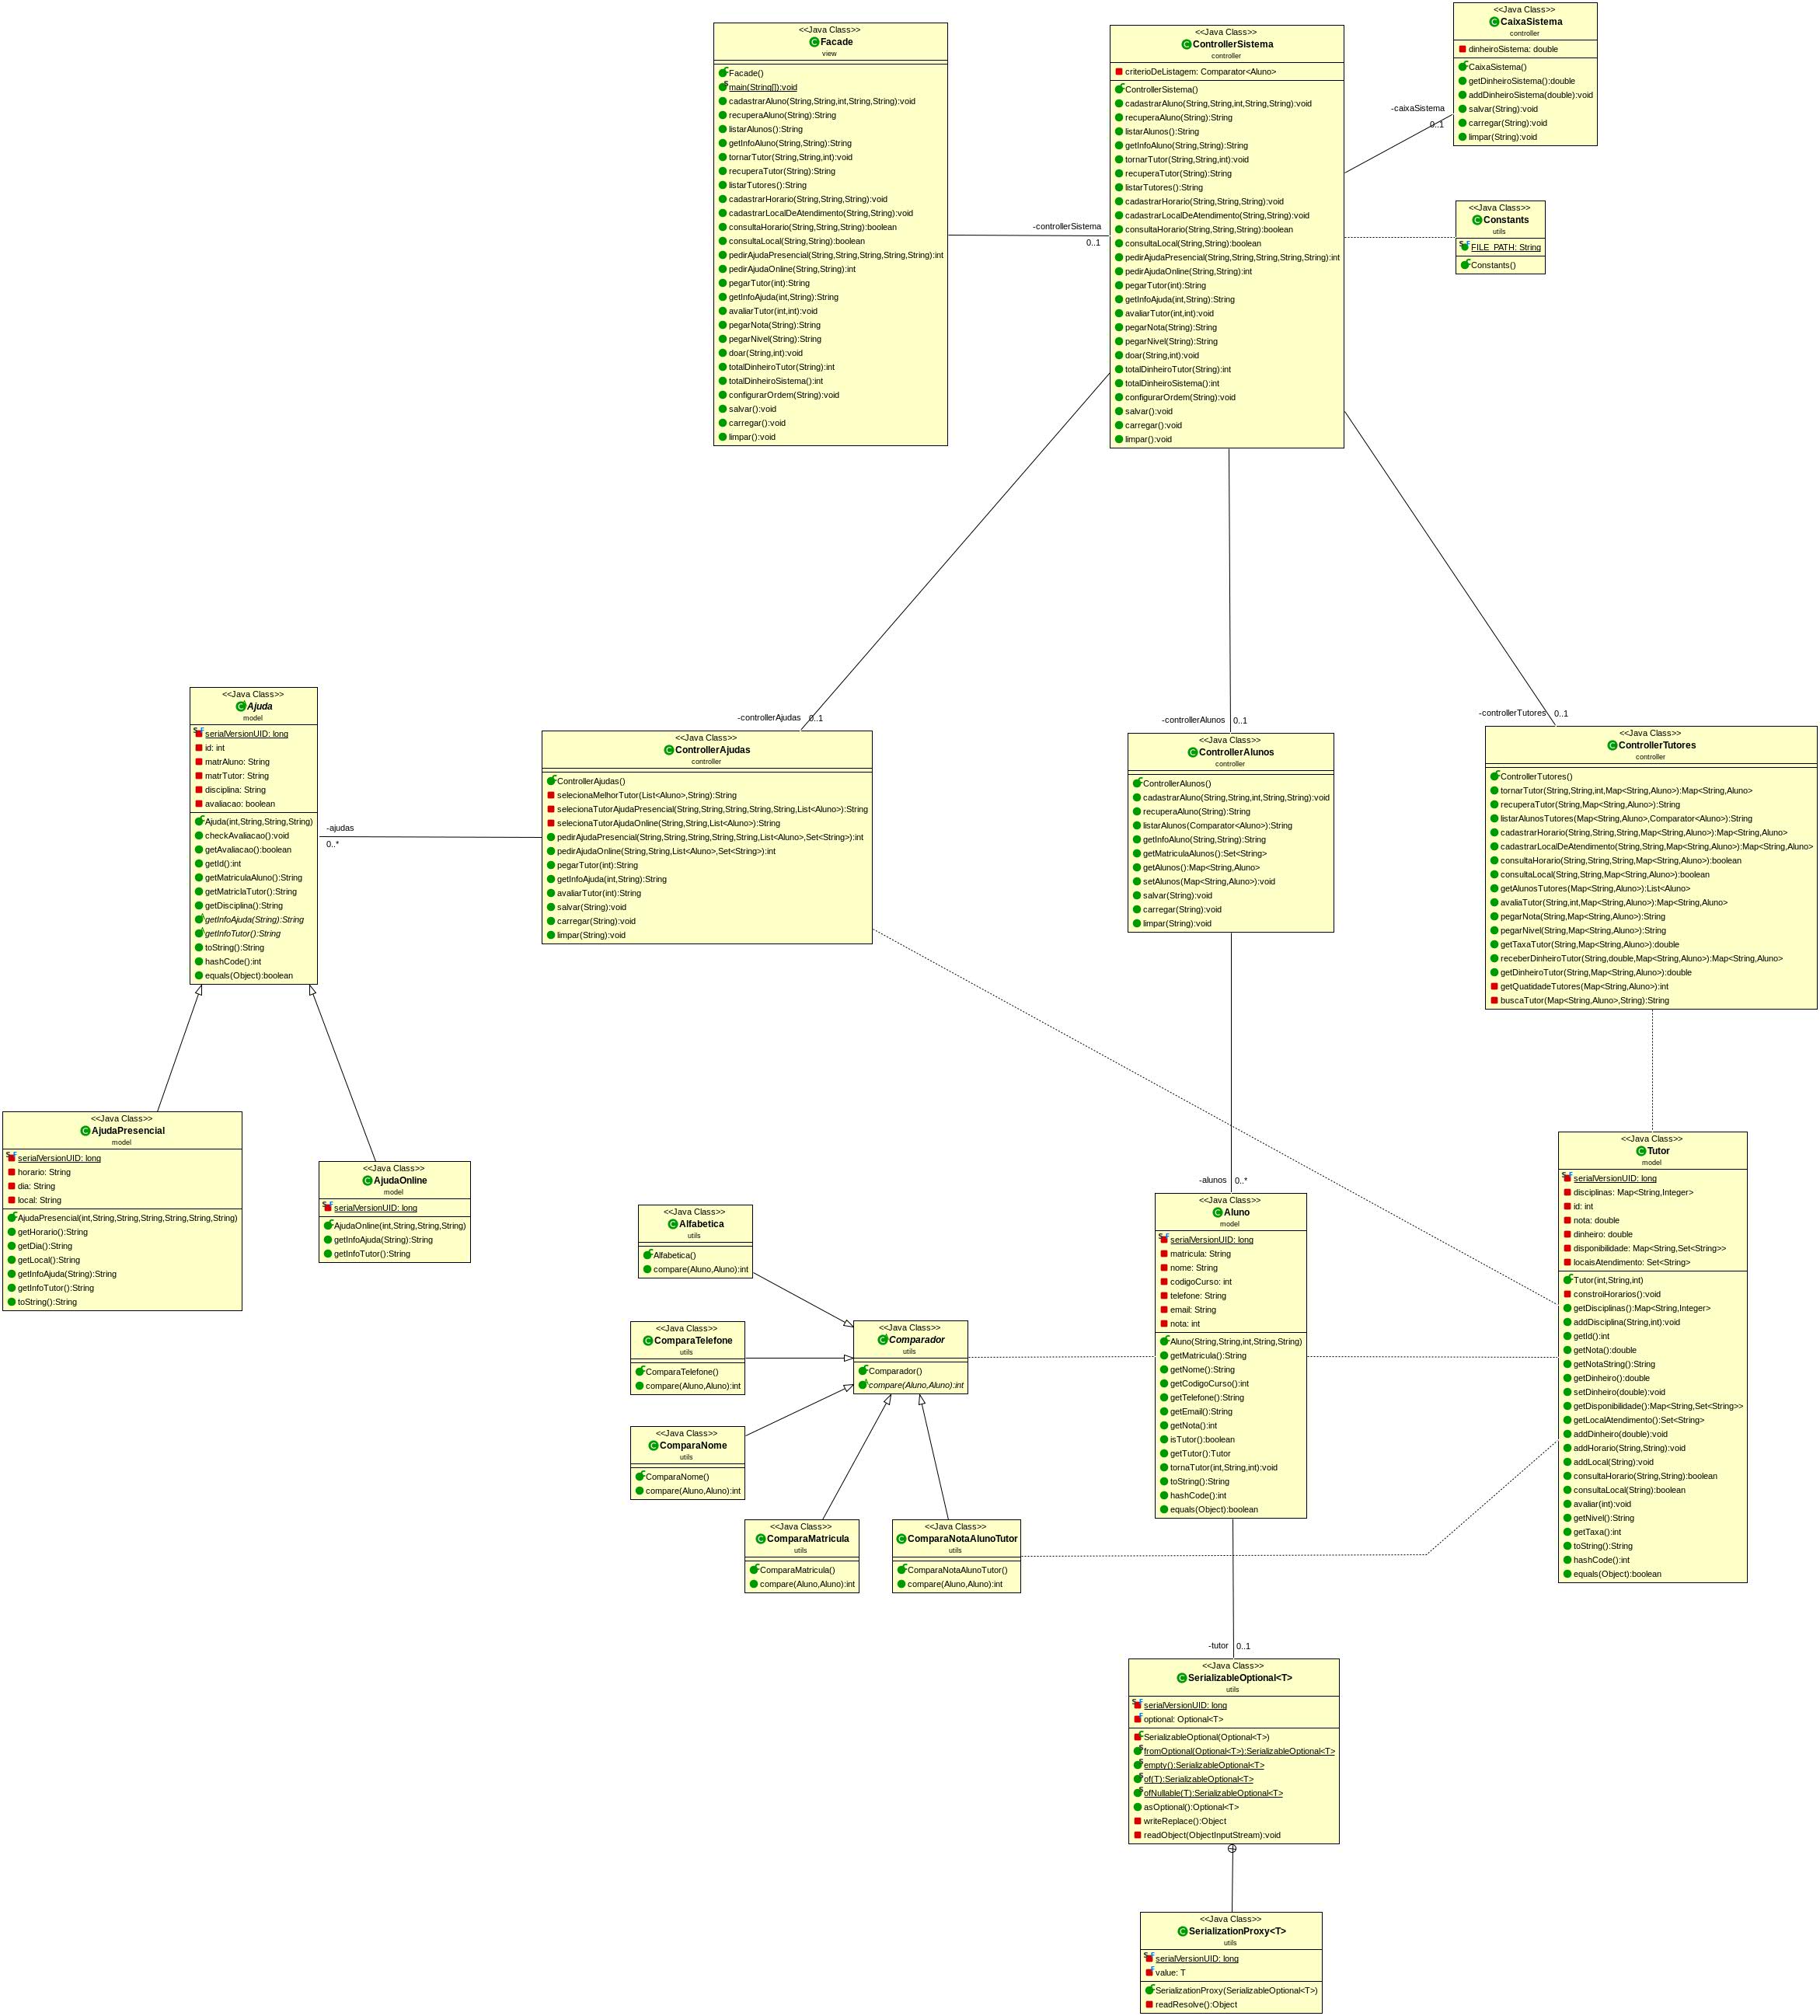 <<Java Class>>
Facade
view
Facade()
main(String[]):void
cadastrarAluno(String,String,int,String,String):void
recuperaAluno(String):String
listarAlunos():String
getInfoAluno(String,String):String
tornarTutor(String,String,int):void
recuperaTutor(String):String
listarTutores():String
cadastrarHorario(String,String,String):void
cadastrarLocalDeAtendimento(String,String):void
consultaHorario(String,String,String):boolean
consultaLocal(String,String):boolean
pedirAjudaPresencial(String,String,String,String,String):int
pedirAjudaOnline(String,String):int
pegarTutor(int):String
getInfoAjuda(int,String):String
avaliarTutor(int,int):void
pegarNota(String):String
pegarNivel(String):String
doar(String,int):void
totalDinheiroTutor(String):int
totalDinheiroSistema():int
configurarOrdem(String):void
salvar():void
carregar():void
limpar():void
-controllerSistema
0..1
<<Java Class>>
ControllerSistema
controller
criterioDeListagem: Comparator<Aluno>
ControllerSistema()
cadastrarAluno(String,String,int,String,String):void
recuperaAluno(String):String
listarAlunos():String
getInfoAluno(String,String):String
tornarTutor(String,String,int):void
recuperaTutor(String):String
listarTutores():String
cadastrarHorario(String,String,String):void
cadastrarLocalDeAtendimento(String,String):void
consultaHorario(String,String,String):boolean
consultaLocal(String,String):boolean
pedirAjudaPresencial(String,String,String,String,String):int
pedirAjudaOnline(String,String):int
pegarTutor(int):String
getInfoAjuda(int,String):String
avaliarTutor(int,int):void
pegarNota(String):String
pegarNivel(String):String
doar(String,int):void
totalDinheiroTutor(String):int
totalDinheiroSistema():int
configurarOrdem(String):void
salvar():void
carregar():void
limpar():void
-caixaSistema
0..1
<<Java Class>>
CaixaSistema
controller
dinheiroSistema: double
CaixaSistema()
getDinheiroSistema():double
addDinheiroSistema(double):void
salvar(String):void
carregar(String):void
limpar(String):void
<<Java Class>>
Constants
utils
FILE_PATH: String
Constants()
<<Java Class>>
Ajuda
model
serialVersionUID: long
id: int
matrAluno: String
matrTutor: String
disciplina: String
avaliacao: boolean
Ajuda(int,String,String,String)
checkAvaliacao():void
getAvaliacao():boolean
getId():int
getMatriculaAluno():String
getMatriclaTutor():String
getDisciplina():String
getInfoAjuda(String):String
getInfoTutor():String
toString():String
hashCode():int
equals(Object):boolean
-ajudas
0..*
-controllerAjudas 0..1
<<Java Class>>
ControllerAjudas
controller
ControllerAjudas()
selecionaMelhorTutor(List<Aluno>,String):String
selecionaTutorAjudaPresencial(String,String,String,String,String,List<Aluno>):String
selecionaTutorAjudaOnline(String,String,List<Aluno>):String
pedirAjudaPresencial(String,String,String,String,String,List<Aluno>,Set<String>):int
pedirAjudaOnline(String,String,List<Aluno>,Set<String>):int
pegarTutor(int):String
getInfoAjuda(int,String):String
avaliarTutor(int):String
salvar(String):void
carregar(String):void
limpar(String):void
-controllerAlunos 0..1
<<Java Class>>
ControllerAlunos
controller
ControllerAlunos()
cadastrarAluno(String,String,int,String,String):void
recuperaAluno(String):String
listarAlunos(Comparator<Aluno>):String
getInfoAluno(String,String):String
getMatriculaAlunos():Set<String>
getAlunos():Map<String,Aluno>
setAlunos(Map<String,Aluno>):void
salvar(String):void
carregar(String):void
limpar(String):void
-controllerTutores 0..1
<<Java Class>>
ControllerTutores
controller
ControllerTutores()
tornarTutor(String,String,int,Map<String,Aluno>):Map<String,Aluno>
recuperaTutor(String,Map<String,Aluno>):String
listarAlunosTutores(Map<String,Aluno>,Comparator<Aluno>):String
cadastrarHorario(String,String,String,Map<String,Aluno>):Map<String,Aluno>
cadastrarLocalDeAtendimento(String,String,Map<String,Aluno>):Map<String,Aluno>
consultaHorario(String,String,String,Map<String,Aluno>):boolean
consultaLocal(String,String,Map<String,Aluno>):boolean
getAlunosTutores(Map<String,Aluno>):List<Aluno>
avaliaTutor(String,int,Map<String,Aluno>):Map<String,Aluno>
pegarNota(String,Map<String,Aluno>):String
pegarNivel(String,Map<String,Aluno>):String
getTaxaTutor(String,Map<String,Aluno>):double
receberDinheiroTutor(String,double,Map<String,Aluno>):Map<String,Aluno>
getDinheiroTutor(String,Map<String,Aluno>):double
getQuatidadeTutores(Map<String,Aluno>):int
buscaTutor(Map<String,Aluno>,String):String
<<Java Class>>
AjudaPresencial
model
serialVersionUID: long
horario: String
dia: String
local: String
AjudaPresencial(int,String,String,String,String,String,String)
getHorario():String
getDia():String
getLocal():String
getInfoAjuda(String):String
getInfoTutor():String
toString():String
<<Java Class>>
AjudaOnline
model
serialVersionUID: long
AjudaOnline(int,String,String,String)
getInfoAjuda(String):String
getInfoTutor():String
<<Java Class>>
Alfabetica
utils
Alfabetica()
compare(Aluno,Aluno):int
<<Java Class>>
ComparaTelefone
utils
ComparaTelefone()
compare(Aluno,Aluno):int
<<Java Class>>
Comparador
utils
Comparador()
compare(Aluno,Aluno):int
<<Java Class>>
ComparaNome
utils
ComparaNome()
compare(Aluno,Aluno):int
<<Java Class>>
ComparaMatricula
utils
ComparaMatricula()
compare(Aluno,Aluno):int
<<Java Class>>
ComparaNotaAlunoTutor
utils
ComparaNotaAlunoTutor()
compare(Aluno,Aluno):int
-alunos 0..*
<<Java Class>>
Aluno
model
serialVersionUID: long
matricula: String
nome: String
codigoCurso: int
telefone: String
email: String
nota: int
Aluno(String,String,int,String,String)
getMatricula():String
getNome():String
getCodigoCurso():int
getTelefone():String
getEmail():String
getNota():int
isTutor():boolean
getTutor():Tutor
tornaTutor(int,String,int):void
toString():String
hashCode():int
equals(Object):boolean
<<Java Class>>
Tutor
model
serialVersionUID: long
disciplinas: Map<String,Integer>
id: int
nota: double
dinheiro: double
disponibilidade: Map<String,Set<String>>
locaisAtendimento: Set<String>
Tutor(int,String,int)
constroiHorarios():void
getDisciplinas():Map<String,Integer>
addDisciplina(String,int):void
getId():int
getNota():double
getNotaString():String
getDinheiro():double
setDinheiro(double):void
getDisponibilidade():Map<String,Set<String>>
getLocalAtendimento():Set<String>
addDinheiro(double):void
addHorario(String,String):void
addLocal(String):void
consultaHorario(String,String):boolean
consultaLocal(String):boolean
avaliar(int):void
getNivel():String
getTaxa():int
toString():String
hashCode():int
equals(Object):boolean
-tutor 0..1
<<Java Class>>
SerializableOptional<T>
utils
serialVersionUID: long
optional: Optional<T>
SerializableOptional(Optional<T>)
fromOptional(Optional<T>):SerializableOptional<T>
empty():SerializableOptional<T>
of(T):SerializableOptional<T>
ofNullable(T):SerializableOptional<T>
asOptional():Optional<T>
writeReplace():Object
readObject(ObjectInputStream):void
<<Java Class>>
SerializationProxy<T>
utils
serialVersionUID: long
value: T
SerializationProxy(SerializableOptional<T>)
readResolve():Object